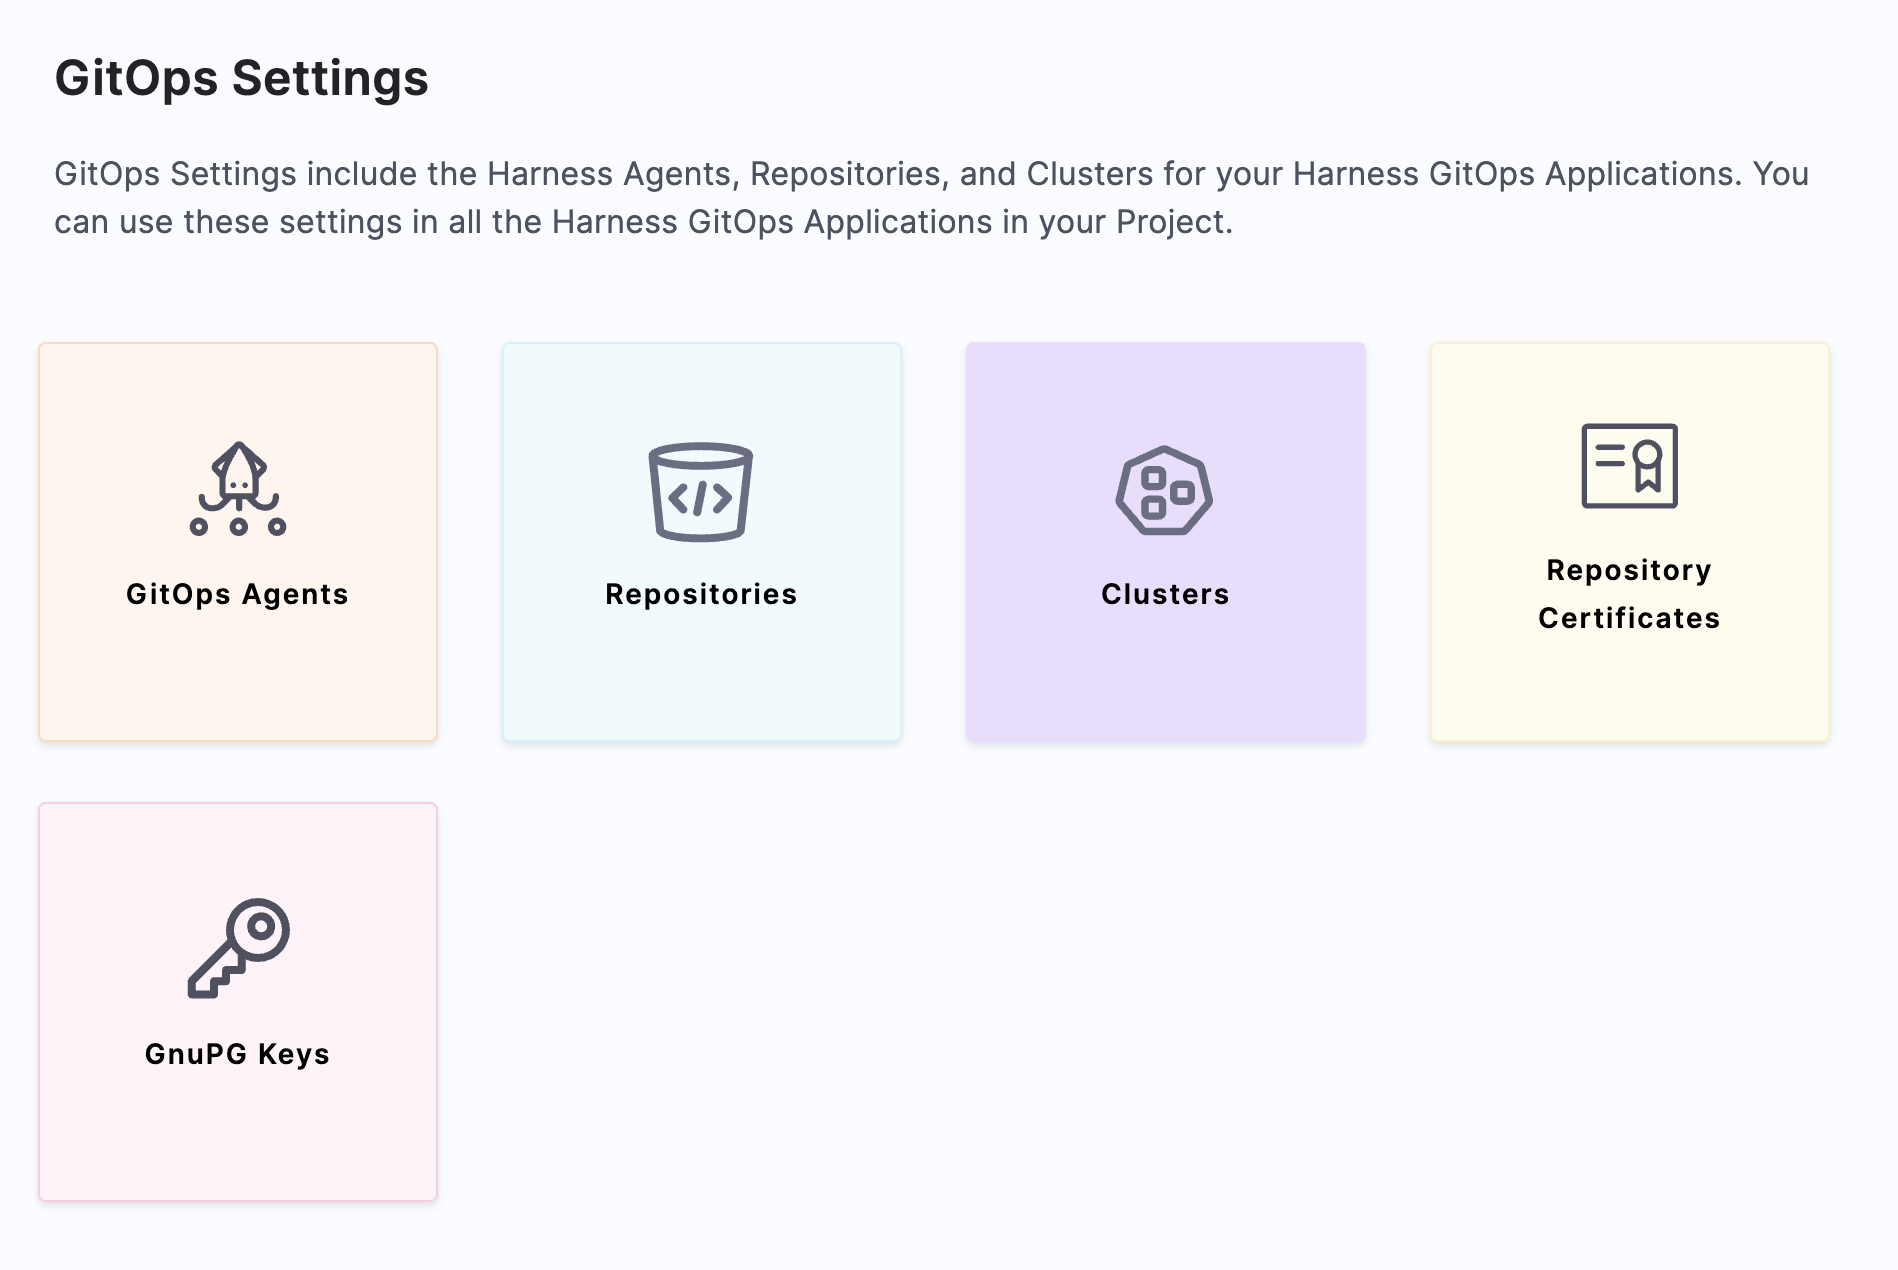 GitOps Settings
GitOps Settings include the Harness Agents, Repositories, and Clusters for your Harness GitOps Applications. You
can use these settings in all the Harness GitOps Applications in your Project.
GitOps Agents
Repositories
Clusters
Repository
Certificates
GnuPG Keys